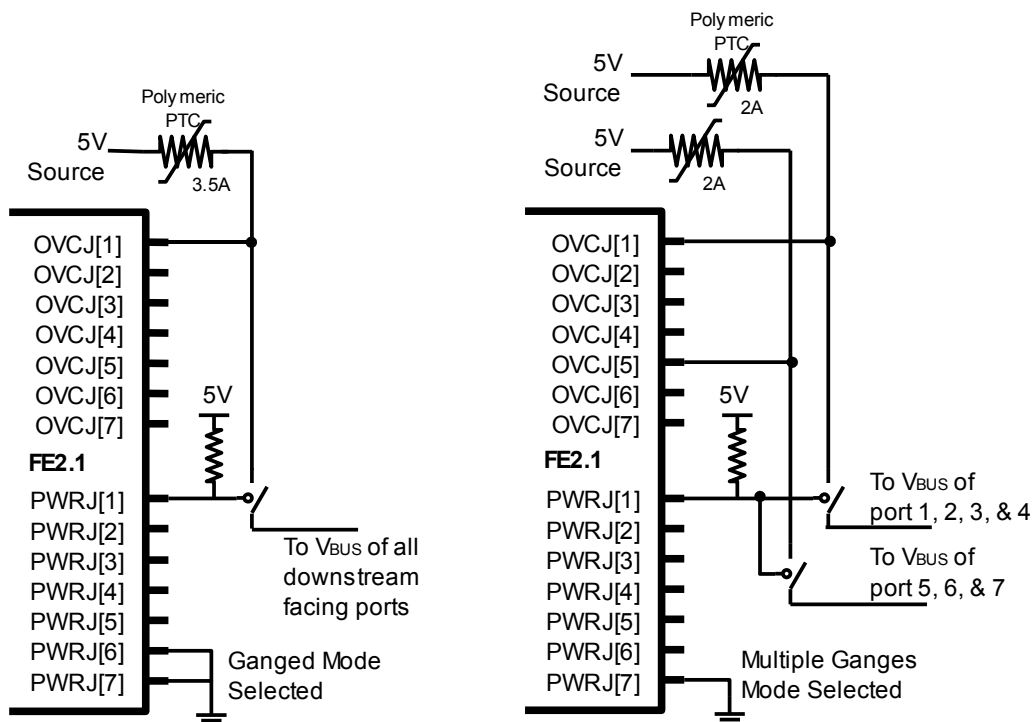 Polymeric
PTC
5V
Source
3.5A
OVCJ[1]
OVCJ[2]
OVCJ[3]
OVCJ[4]
OVCJ[5]
OVCJ[6]
OVCJ[7]
5V
FE2.1
PWRJ[1]
PWRJ[2]
PWRJ[3]
PWRJ[4]
PWRJ[5]
PWRJ[6]
PWRJ[7]
To VBUS of all
downstream
facing ports
Ganged Mode
Selected
Polymeric
PTC
5V
Source
2A
5V
Source
2A
OVCJ[1]
OVCJ[2]
OVCJ[3]
OVCJ[4]
OVCJ[5]
OVCJ[6]
OVCJ[7]
5V
FE2.1
PWRJ[1]
PWRJ[2]
PWRJ[3]
PWRJ[4]
PWRJ[5]
PWRJ[6]
PWRJ[7]
To VBUS of
port 1, 2, 3, & 4
To VBUS of
port 5, 6, & 7
Multiple Ganges
Mode Selected